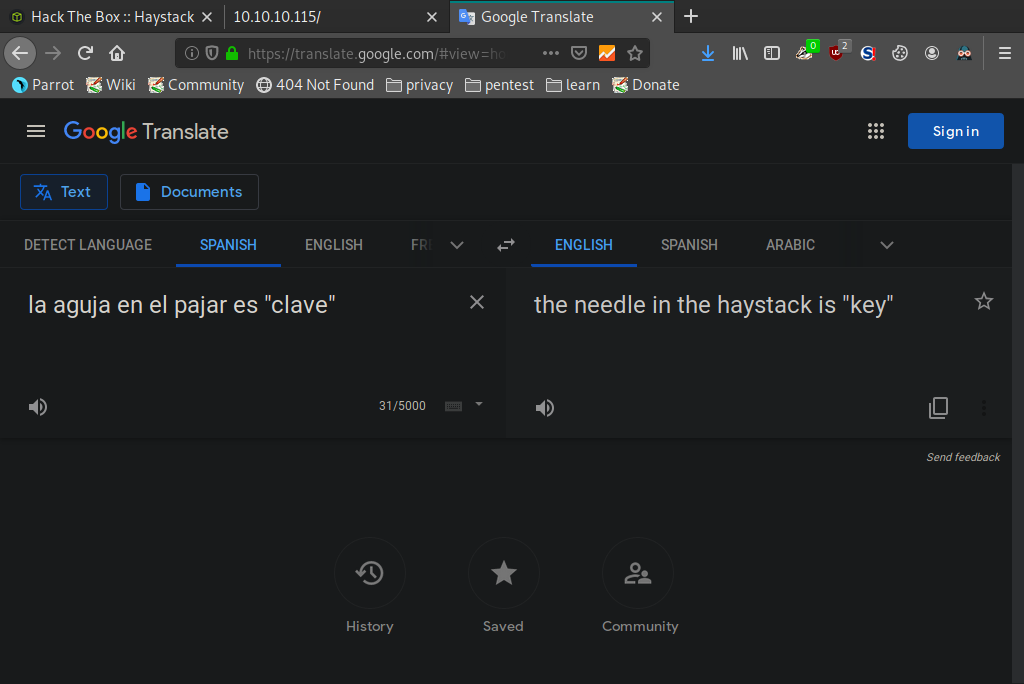 Hack The Box :: Haystack
10.10.10.115/
Google Translate
https://translate.google.com/#view=ho
0
2
Parrot
Wiki
Community
404 Not Found
privacy
pentest
learn
Donate
Google Translate
Sign in
Text
Documents
DETECT LANGUAGE
SPANISH
ENGLISH
FR
ENGLISH
SPANISH
ARABIC
la aguja en el pajar es "clave"
the needle in the haystack is "key"
31/5000
Send feedback
History
Saved
Community